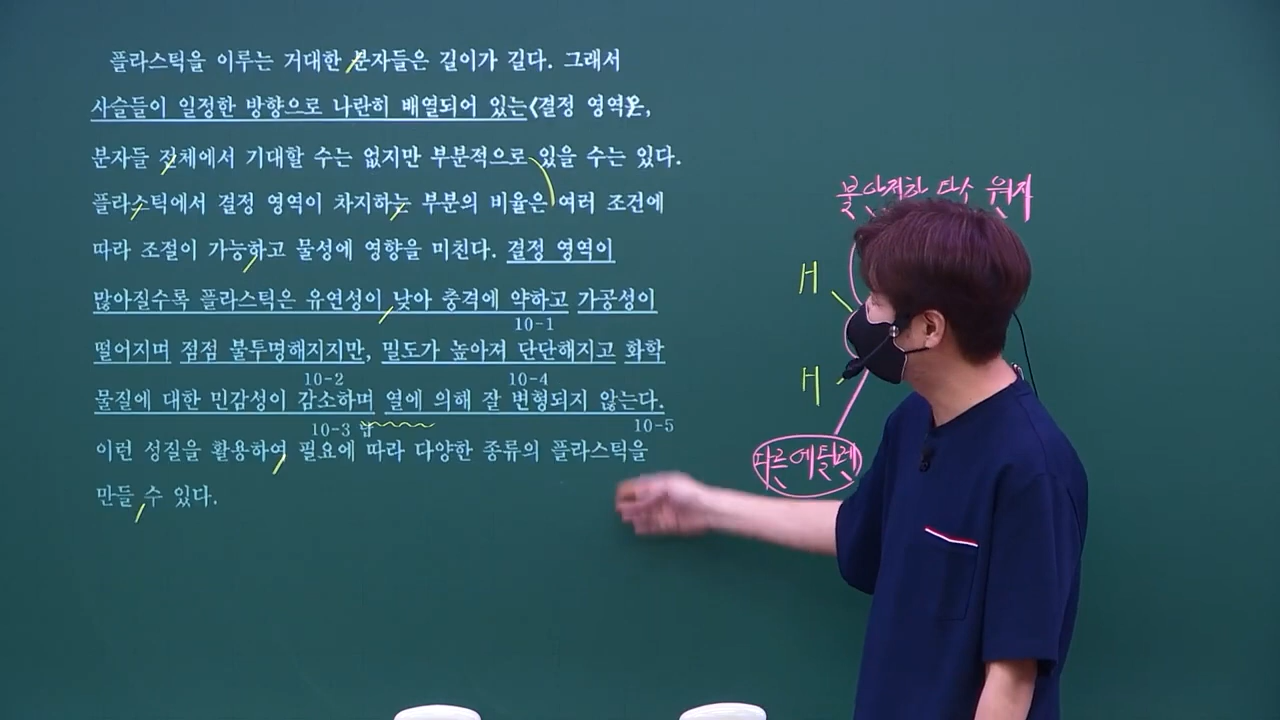 플라스틱을 이루는 거대한 분자들은 길이가 길다. 그래서
사슬들이 일정한 방향으로 나란히 배열되어 있는 〈결정 영역은,
분자들 전체에서 기대할 수는 없지만 부분적으로 있을 수는 있다.
플라스틱에서 결정 영역이 차지하는 부분의 비율은 여러 조건에
따라 조절이 가능하고 물성에 영향을 미친다. 결정 영역이
많아질수록 플라스틱은 유연성이 낮아 충격에 약하고 가공성이
10-1
떨어지며 점점 불투명해지지만, 밀도가 높아져 단단해지고 화학
10-2 10-4
물질에 대한 민감성이 감소하며 열에 의해 잘 변형되지 않는다.
10-3 답 10-5
이런 성질을 활용하여 필요에 따라 다양한 종류의 플라스틱을
만들 수 있다.
불안정한 탄소 원자
H
H
다른 에틸렌